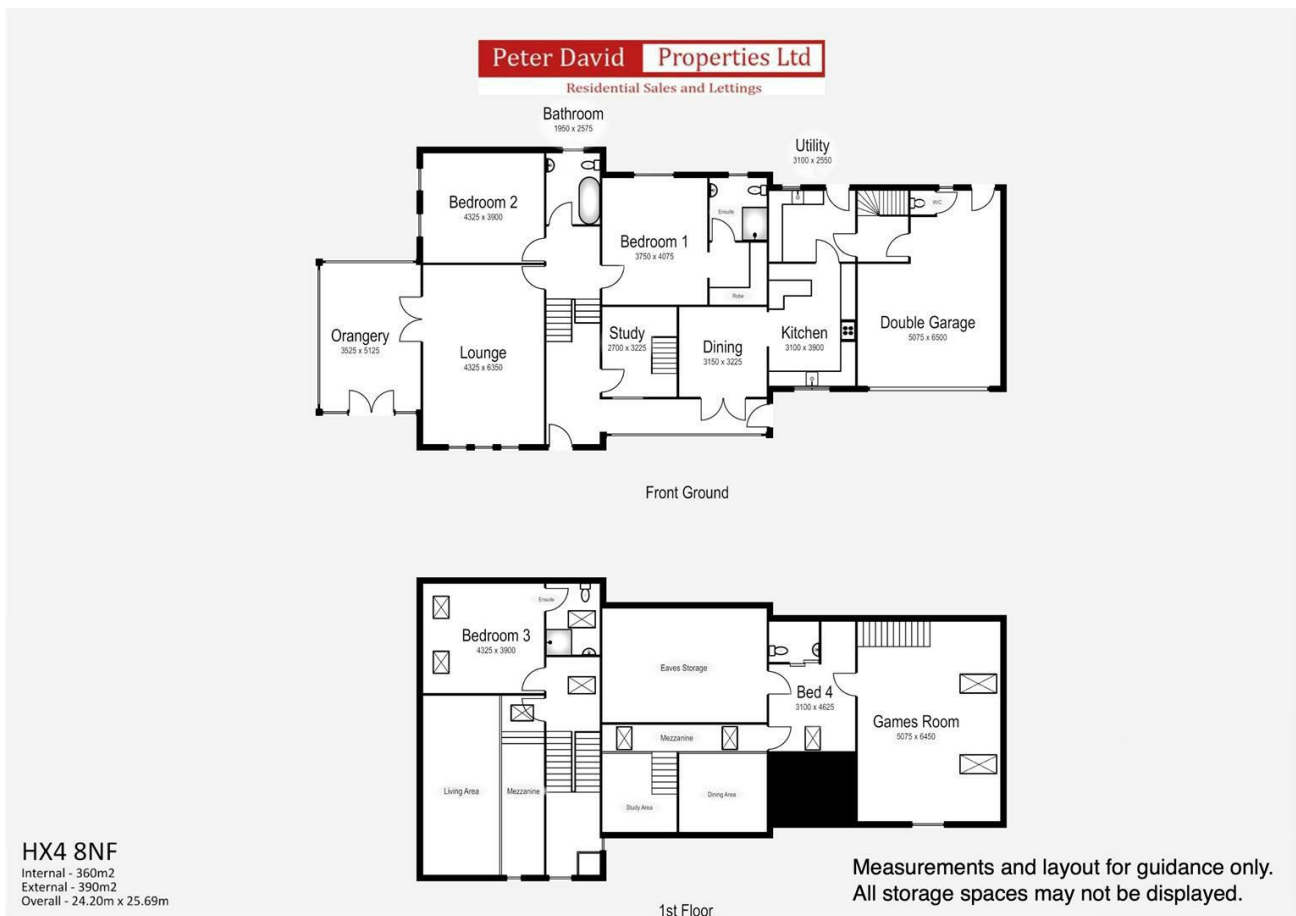 Peter David Properties Ltd
Residential Sales and Lettings
Bathroom
1950 x 2575
Utility
3100 x 2550
Bedroom 2
4325 x 3900
Ensuite
WC
Bedroom 1
3750 x 4075
Robe
Orangery
3525 x 5125
Lounge
4325 x 6350
Study
2700 x 3225
Dining
3150 x 3225
Kitchen
3100 x 3900
Double Garage
5075 x 6500
Front Ground
Ensuite
Bedroom 3
4325 x 3900
Eaves Storage
Bed 4
3100 x 4625
Games Room
5075 x 6450
Mezzanine
Living Area
Mezzanine
Study Area
Dining Area
HX4 8NF
Internal - 360m2
External - 390m2
Overall - 24.20m x 25.69m
Measurements and layout for guidance only.
All storage spaces may not be displayed.
1st Floor